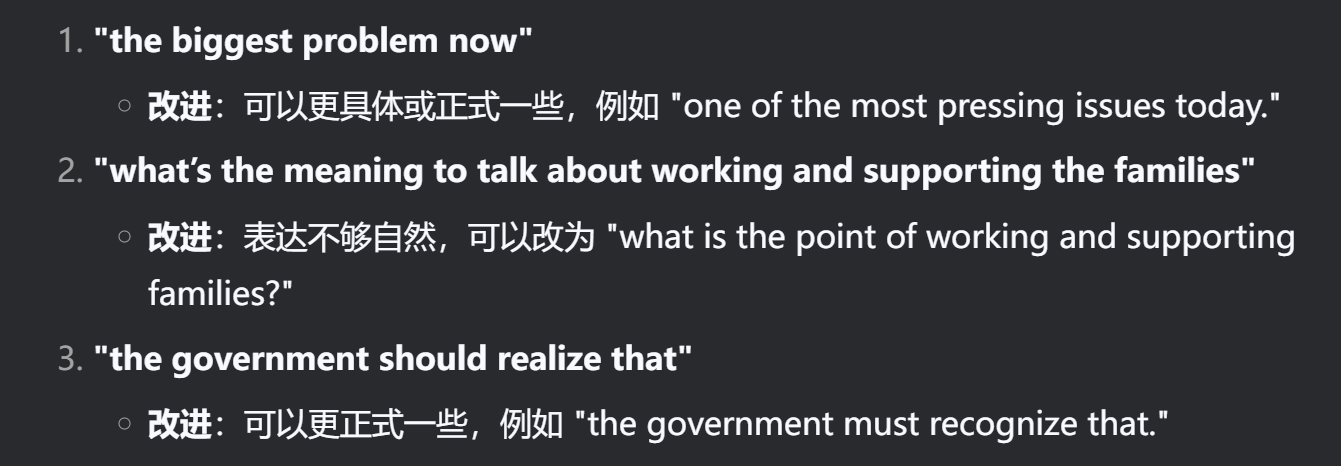 1. "the biggest problem now"
○ 改进：可以更具体或正式一些，例如 "one of the most pressing issues today."
2. "what’s the meaning to talk about working and supporting the families"
○ 改进：表达不够自然，可以改为 "what is the point of working and supporting
families?"
3. "the government should realize that"
○ 改进：可以更正式一些，例如 "the government must recognize that."